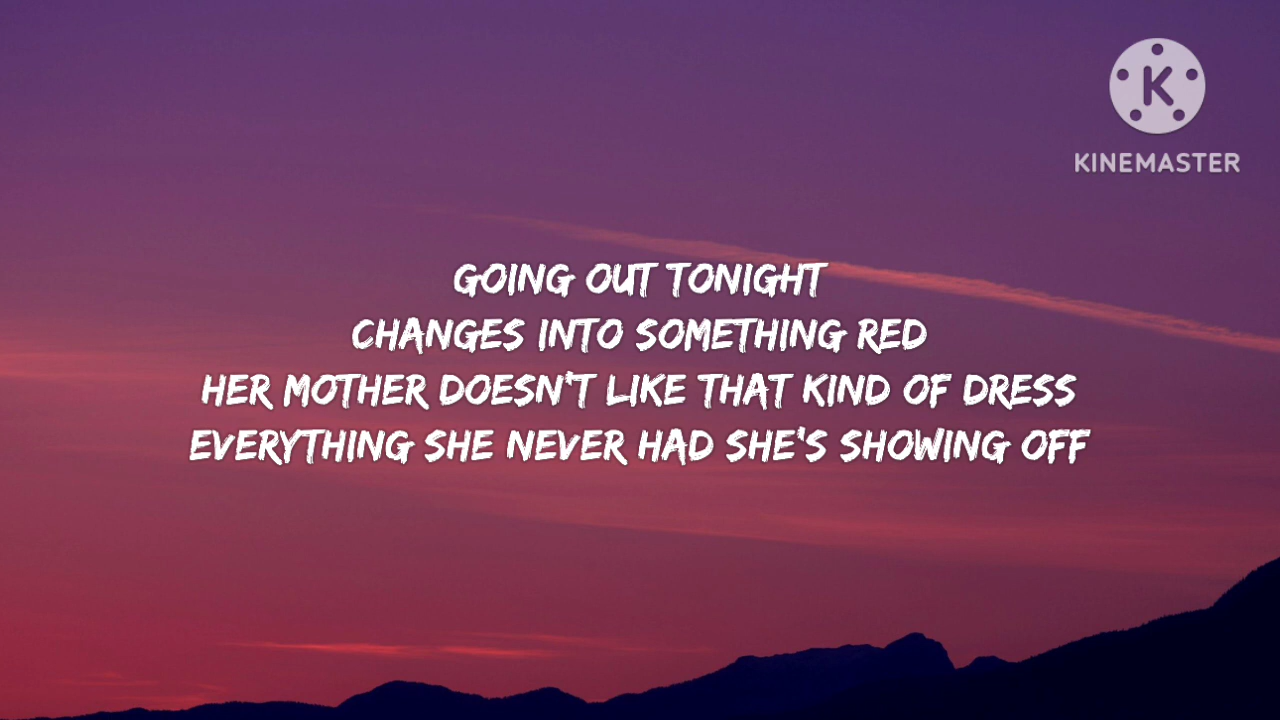 KINEMASTER
GOING OUT TONIGHT
CHANGES INTO SOMETHING RED
HER MOTHER DOESN'T LIKE THAT KIND OF DRESS
EVERYTHING SHE NEVER HAD SHE'S SHOWING OFF